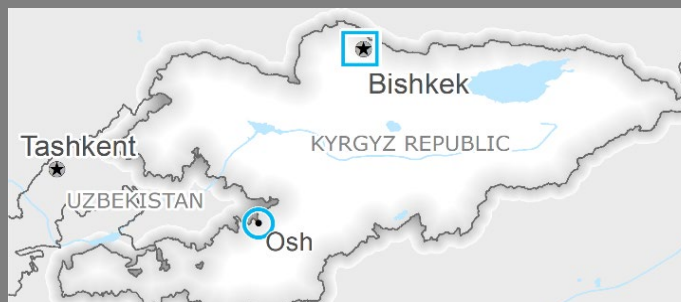 Bishkek
Tashkent
KYRGYZ REPUBLIC
UZBEKISTAN
Osh